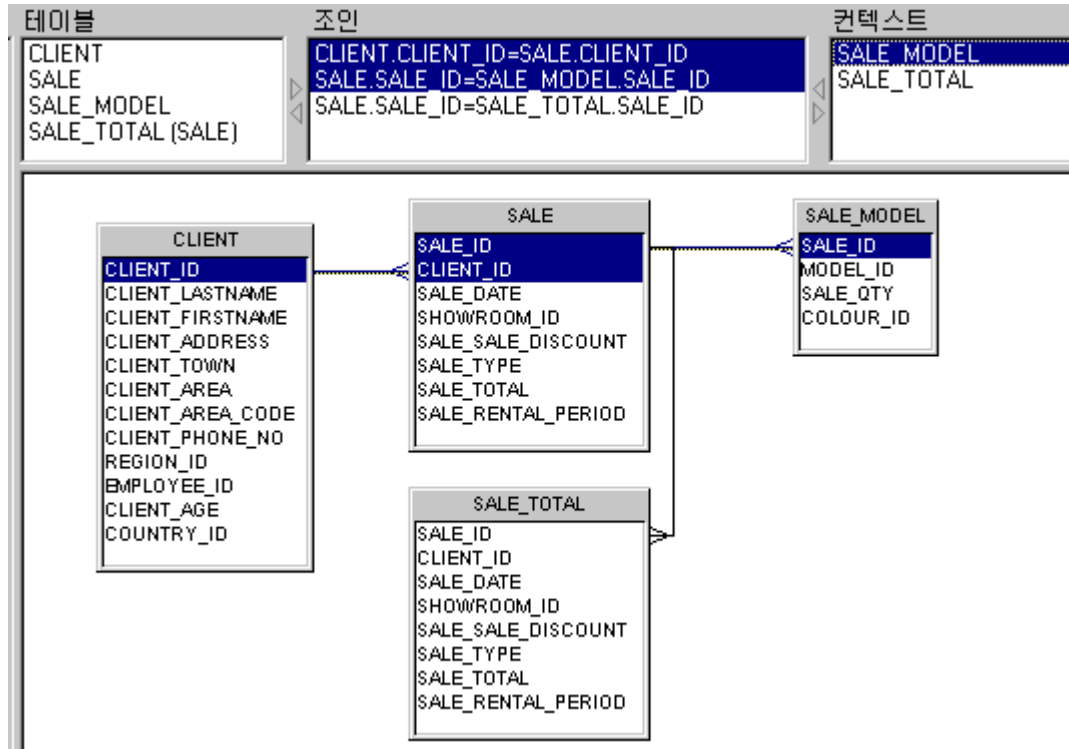 테이블
CLIENT
SALE
SALE_MODEL
SALE_TOTAL (SALE)
조인
CLIENT.CLIENT_ID=SALE.CLIENT_ID
SALE.SALE_ID=SALE_MODEL.SALE_ID
SALE.SALE_ID=SALE_TOTAL.SALE_ID
컨텍스트
SALE_MODEL
SALE_TOTAL
CLIENT
CLIENT_ID
CLIENT_LASTNAME
CLIENT_FIRSTNAME
CLIENT_ADDRESS
CLIENT_TOWN
CLIENT_AREA
CLIENT_AREA_CODE
CLIENT_PHONE_NO
REGION_ID
EMPLOYEE_ID
CLIENT_AGE
COUNTRY_ID
SALE
SALE_ID
CLIENT_ID
SALE_DATE
SHOWROOM_ID
SALE_SALE_DISCOUNT
SALE_TYPE
SALE_TOTAL
SALE_RENTAL_PERIOD
SALE_MODEL
SALE_ID
MODEL_ID
SALE_QTY
COLOUR_ID
SALE_TOTAL
SALE_ID
CLIENT_ID
SALE_DATE
SHOWROOM_ID
SALE_SALE_DISCOUNT
SALE_TYPE
SALE_TOTAL
SALE_RENTAL_PERIOD